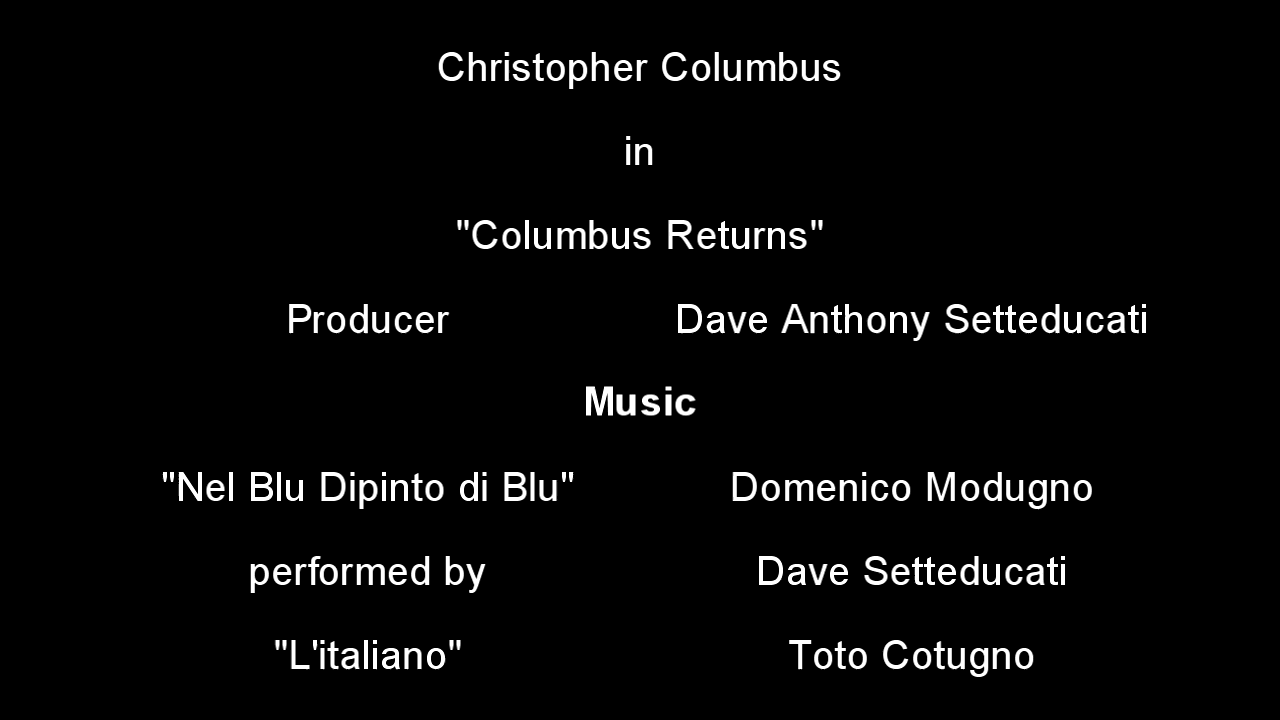 Christopher Columbus
in
"Columbus Returns"
Producer Dave Anthony Setteducati
Music
"Nel Blu Dipinto di Blu" Domenico Modugno
performed by Dave Setteducati
"L'italiano" Toto Cotugno